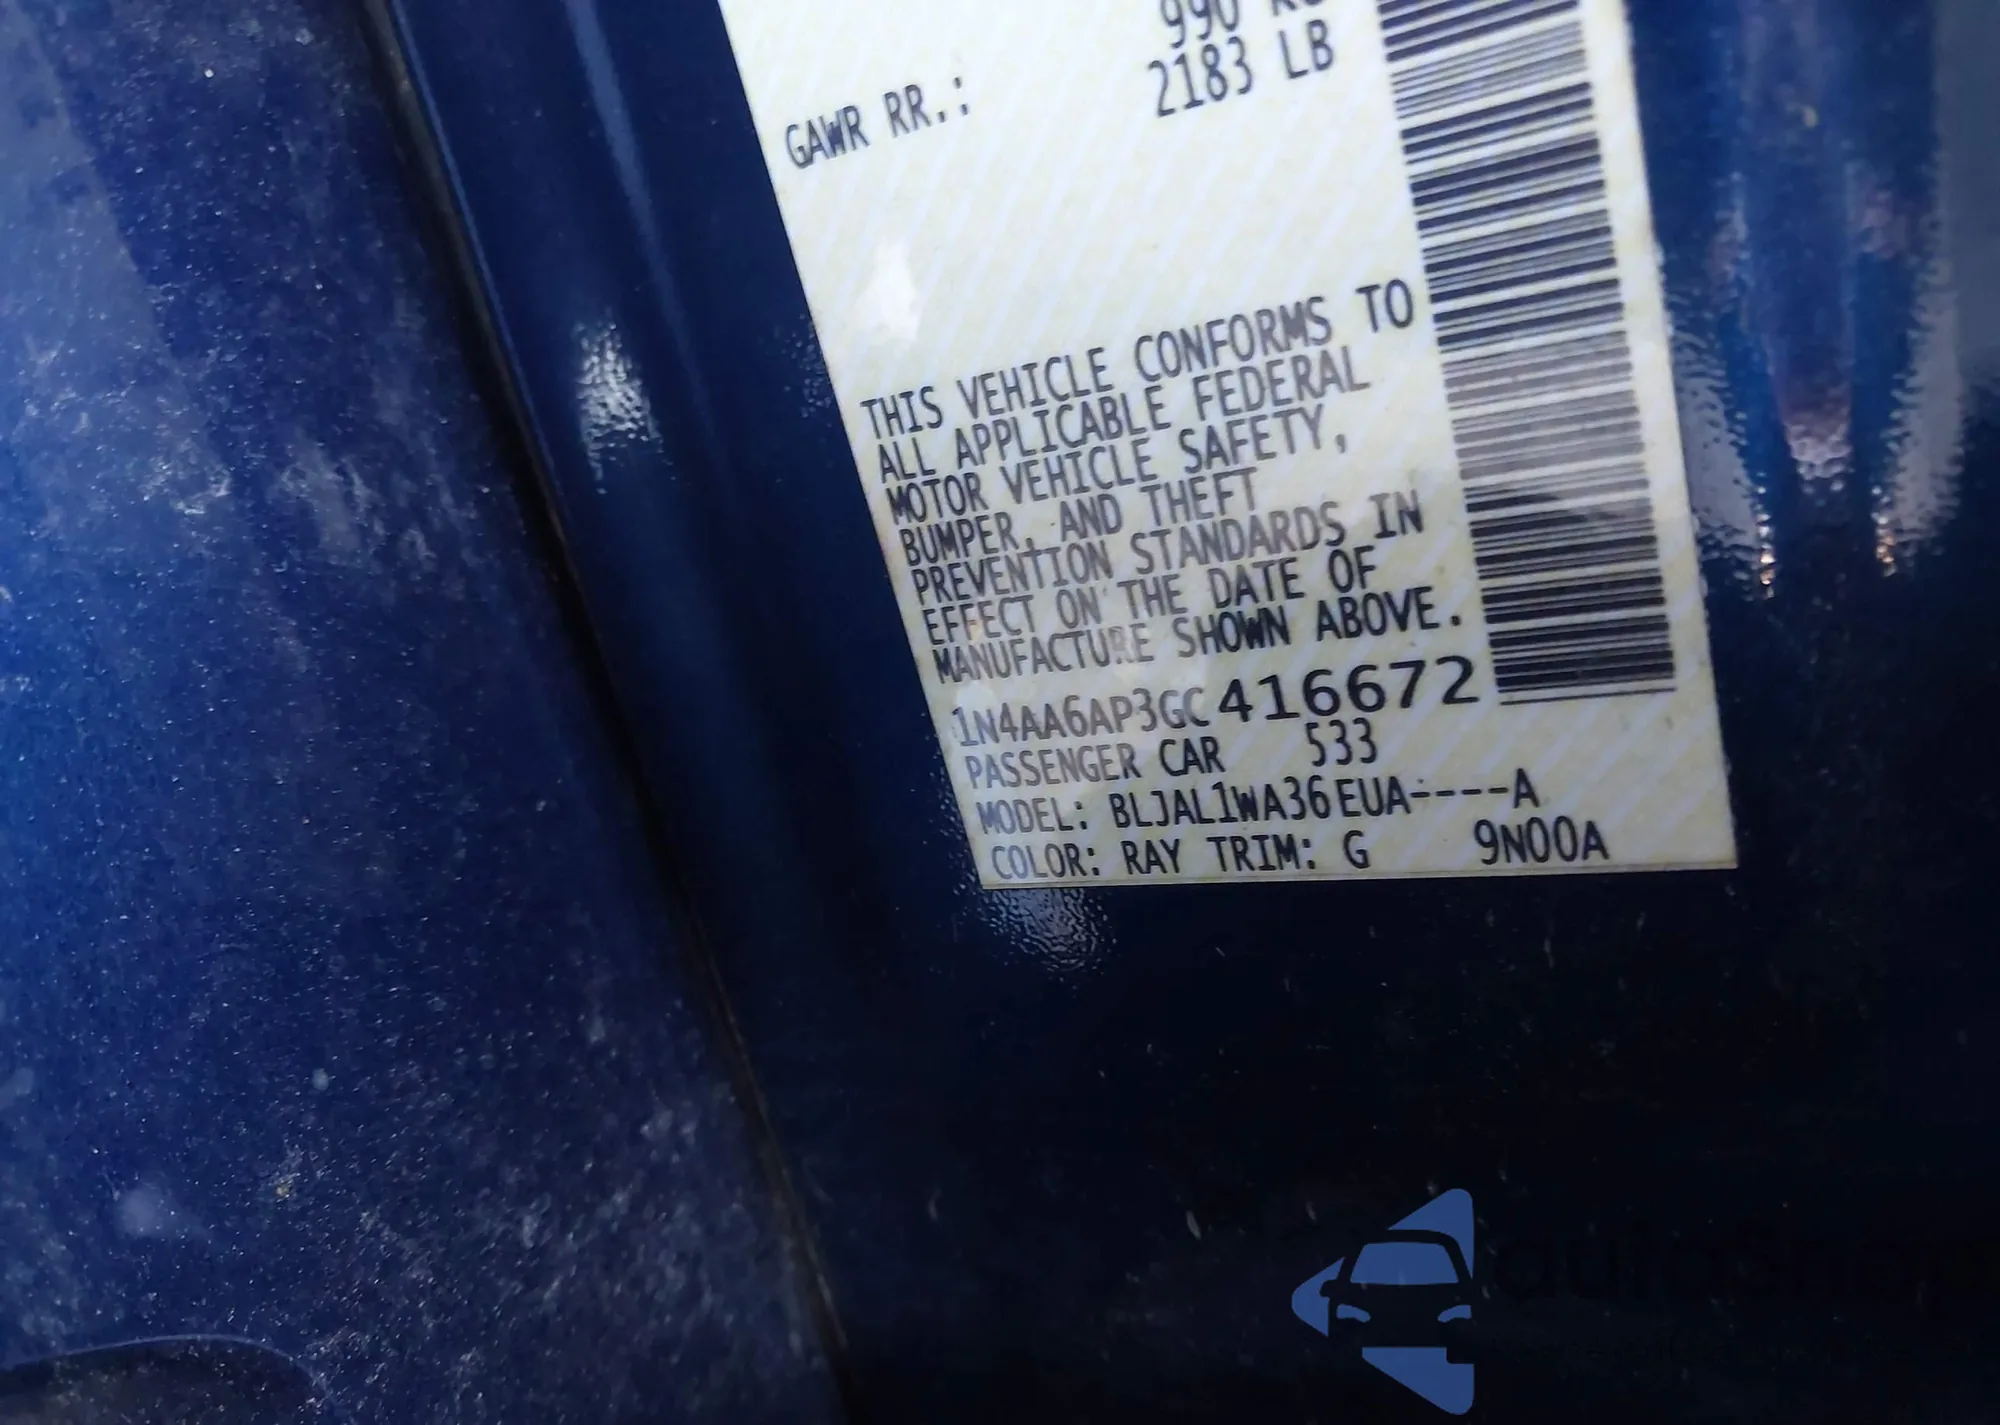 990 KG
GAWR RR.: 2183 LB
THIS VEHICLE CONFORMS TO
ALL APPLICABLE FEDERAL
MOTOR VEHICLE SAFETY,
BUMPER, AND THEFT
PREVENTION STANDARDS IN
EFFECT ON THE DATE OF
MANUFACTURE SHOWN ABOVE.
1N4AA6AP3GC416672
PASSENGER CAR 533
MODEL: BLJAL1WA36EUA-----A
COLOR: RAY TRIM: G 9N00A